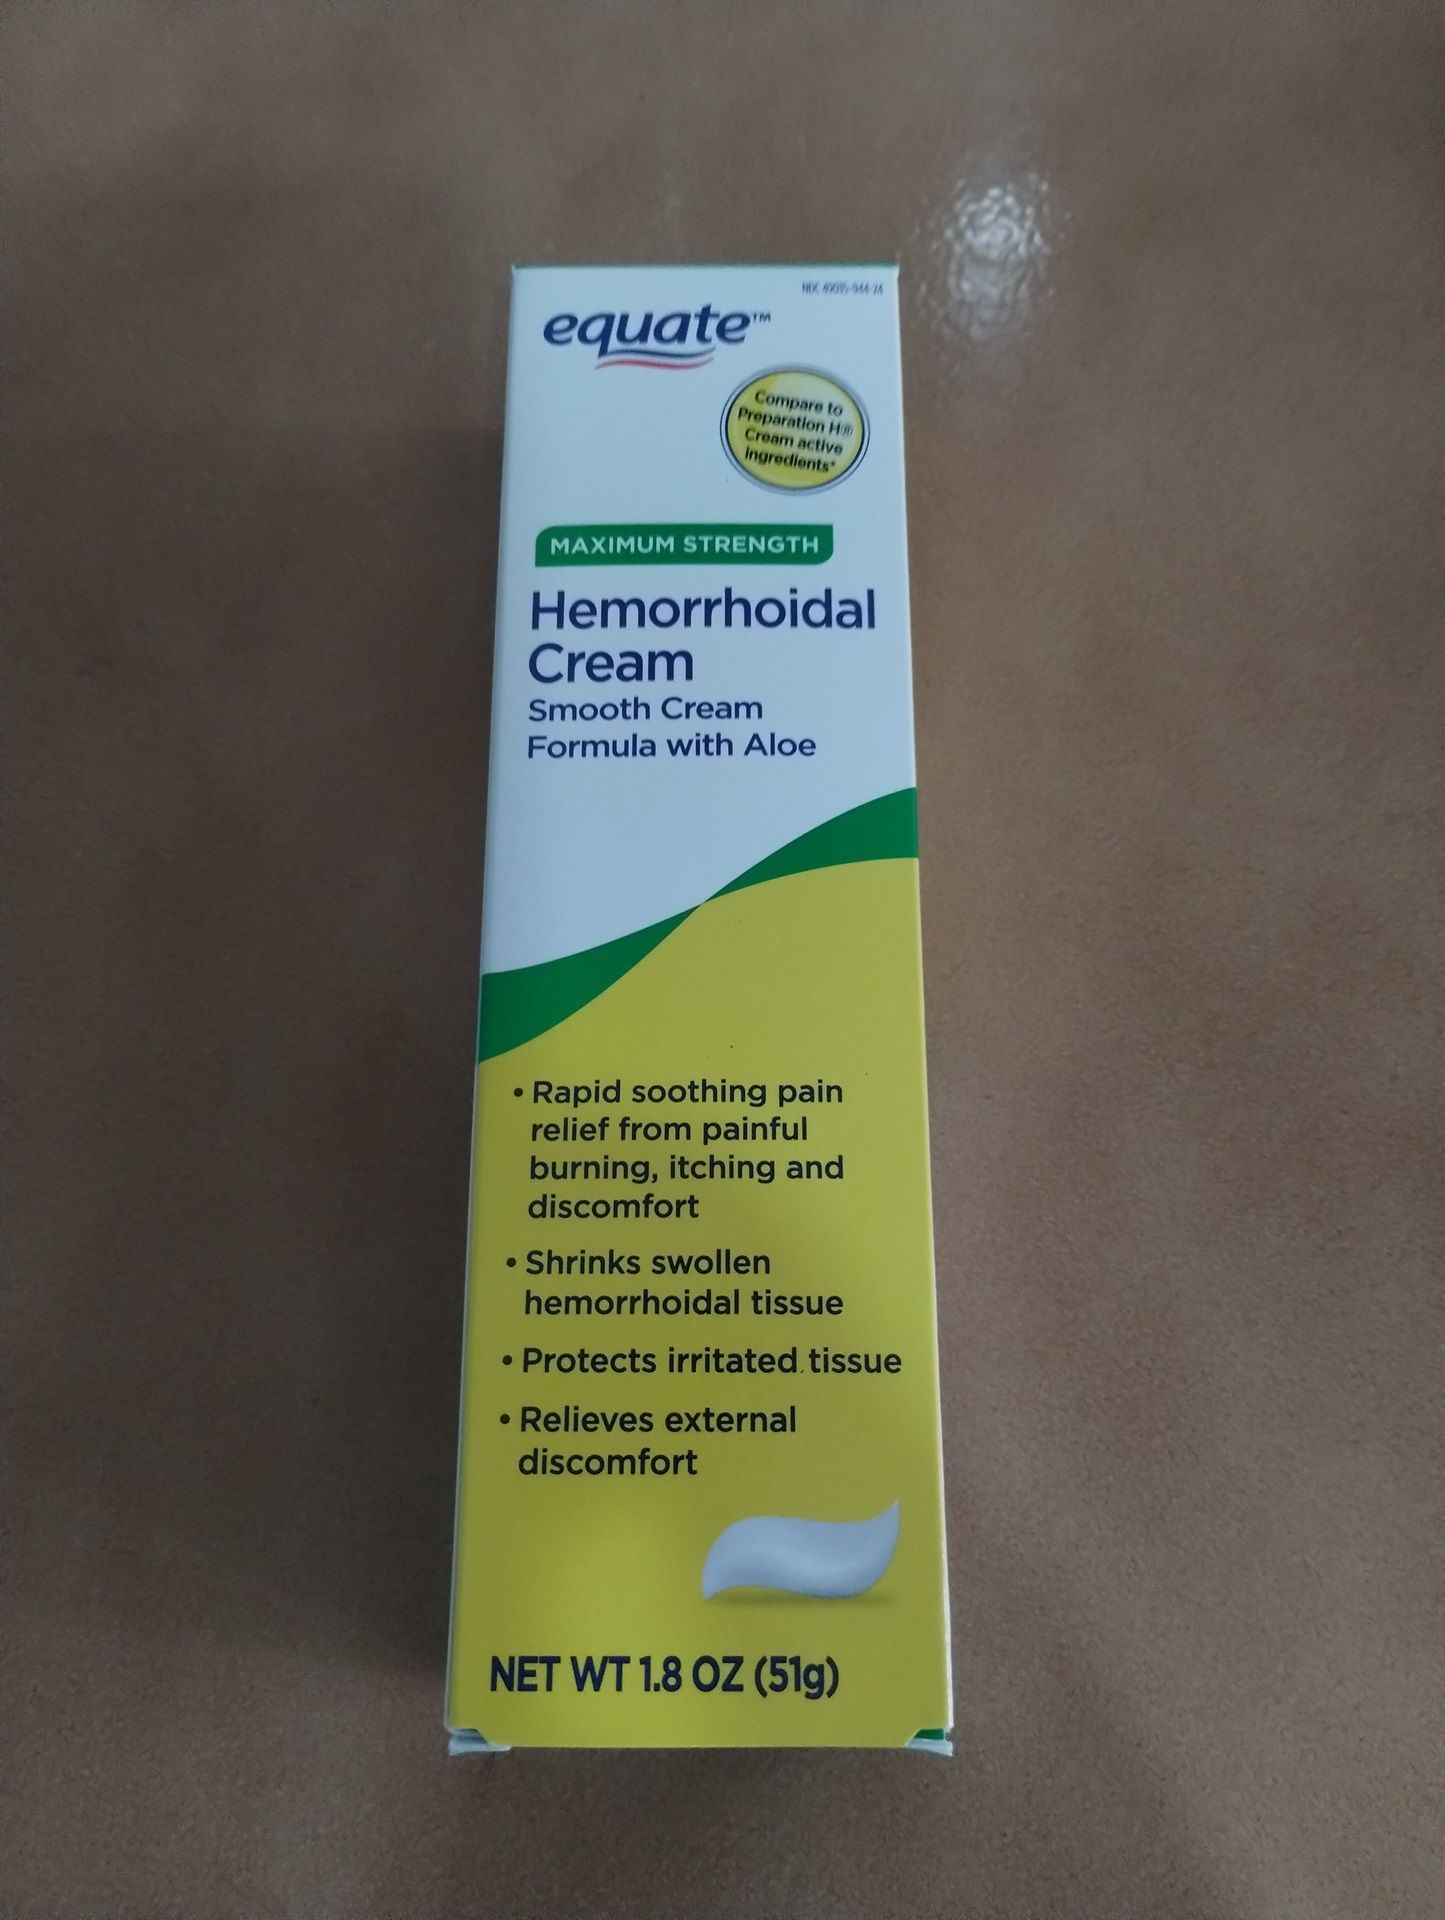 equate™
Compare to
Preparation H®
Cream active
ingredients*
MAXIMUM STRENGTH
Hemorrhoidal
Cream
Smooth Cream
Formula with Aloe
• Rapid soothing pain
relief from painful
burning, itching and
discomfort
• Shrinks swollen
hemorrhoidal tissue
• Protects irritated tissue
• Relieves external
discomfort
NET WT 1.8 OZ (51g)